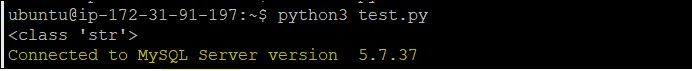 ubuntu@ip-172-31-91-197:~$ python3 test.py
<class 'str'>
Connected to MySQL Server version  5.7.37